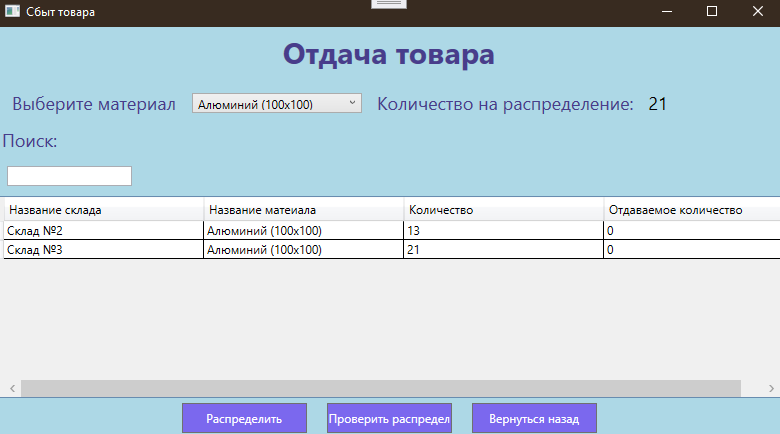 Сбыт товара
Отдача товара
Выберите материал Алюминий (100x100) Количество на распределение: 21
Поиск:
Название склада Название матеиала Количество Отдаваемое количество
Склад №2 Алюминий (100x100) 13 0
Склад №3 Алюминий (100x100) 21 0
Распределить Проверить распредел Вернуться назад